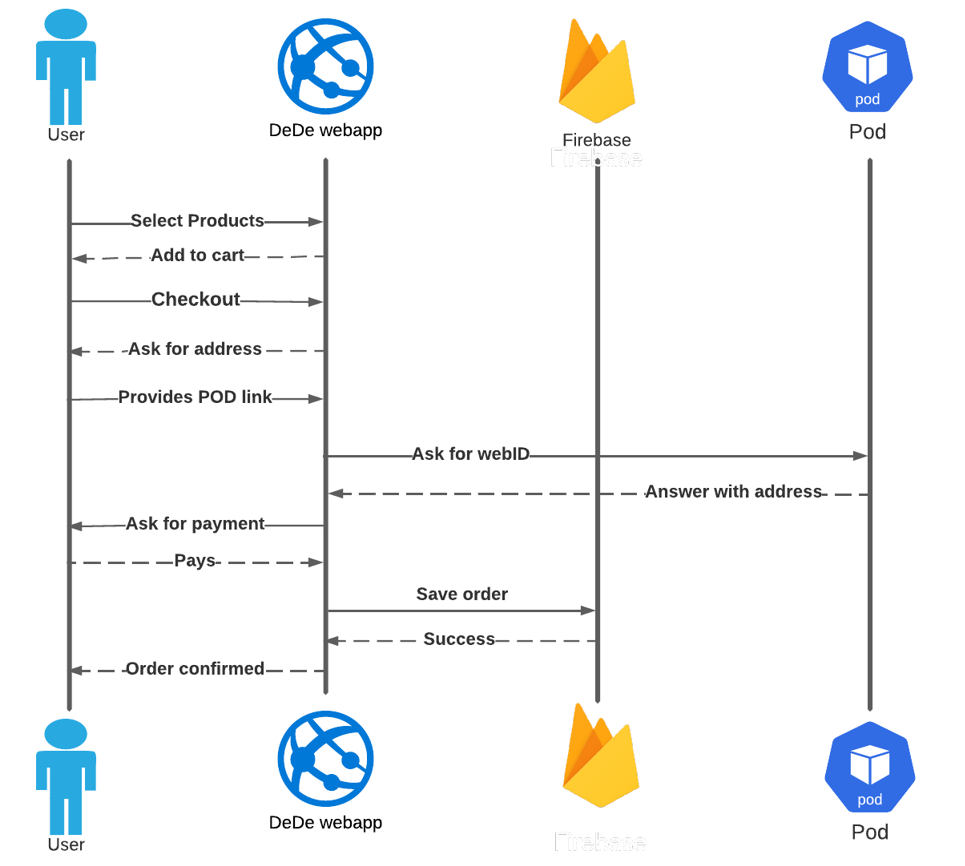 User
DeDe webapp
Firebase
Firebase
pod
Pod
Select Products
Add to cart
Checkout
Ask for address
Provides POD link
Ask for webID
Answer with address
Ask for payment
Pays
Save order
Success
Order confirmed
User
DeDe webapp
Firebase
pod
Pod